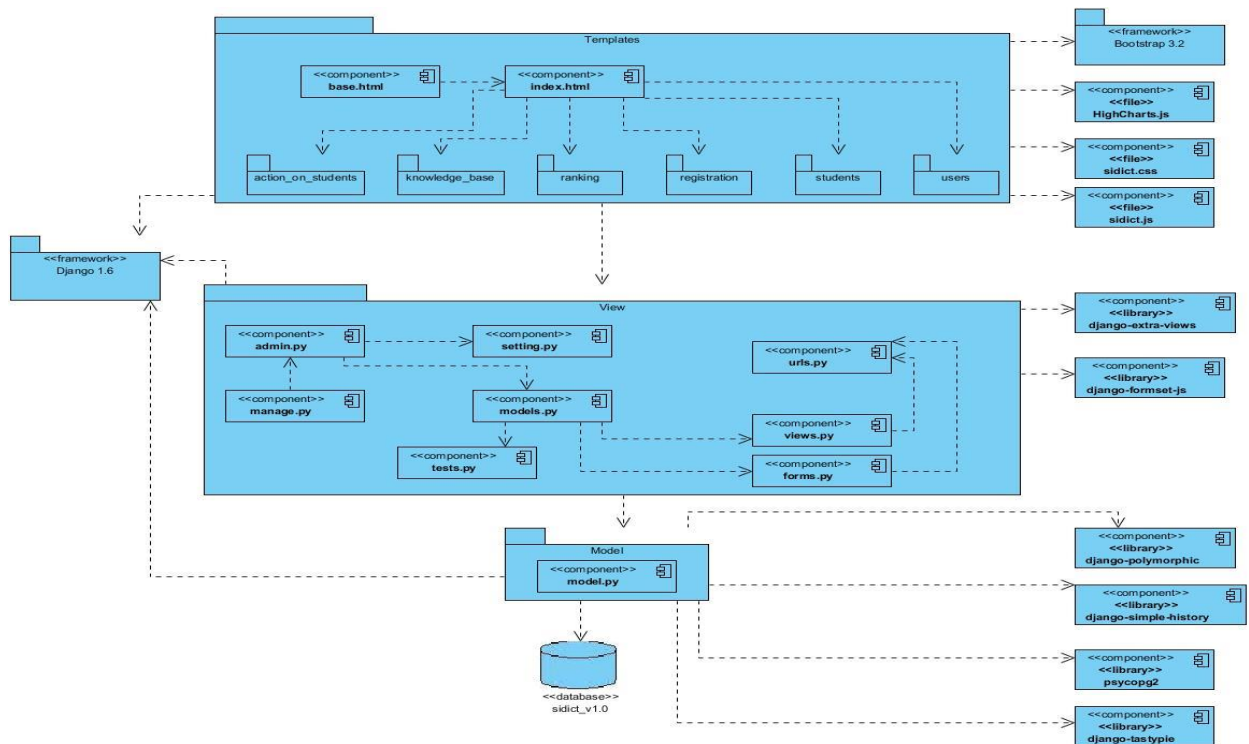 Templates
<<framework>>
Bootstrap 3.2
<<component>>
base.html
<<component>>
index.html
<<component>>
<<file>>
HighCharts.js
<<component>>
<<file>>
sidict.css
action_on_students
knowledge_base
ranking
registration
students
users
<<component>>
<<file>>
sidict.js
<<framework>>
Django 1.6
View
<<component>>
<<library>>
django-extra-views
<<component>>
admin.py
<<component>>
setting.py
<<component>>
urls.py
<<component>>
<<library>>
django-formset-js
<<component>>
manage.py
<<component>>
models.py
<<component>>
views.py
<<component>>
tests.py
<<component>>
forms.py
Model
<<component>>
model.py
<<component>>
<<library>>
django-polymorphic
<<component>>
<<library>>
django-simple-history
<<component>>
<<library>>
psycopg2
<<database>>
sidict_v1.0
<<component>>
<<library>>
django-tastypie